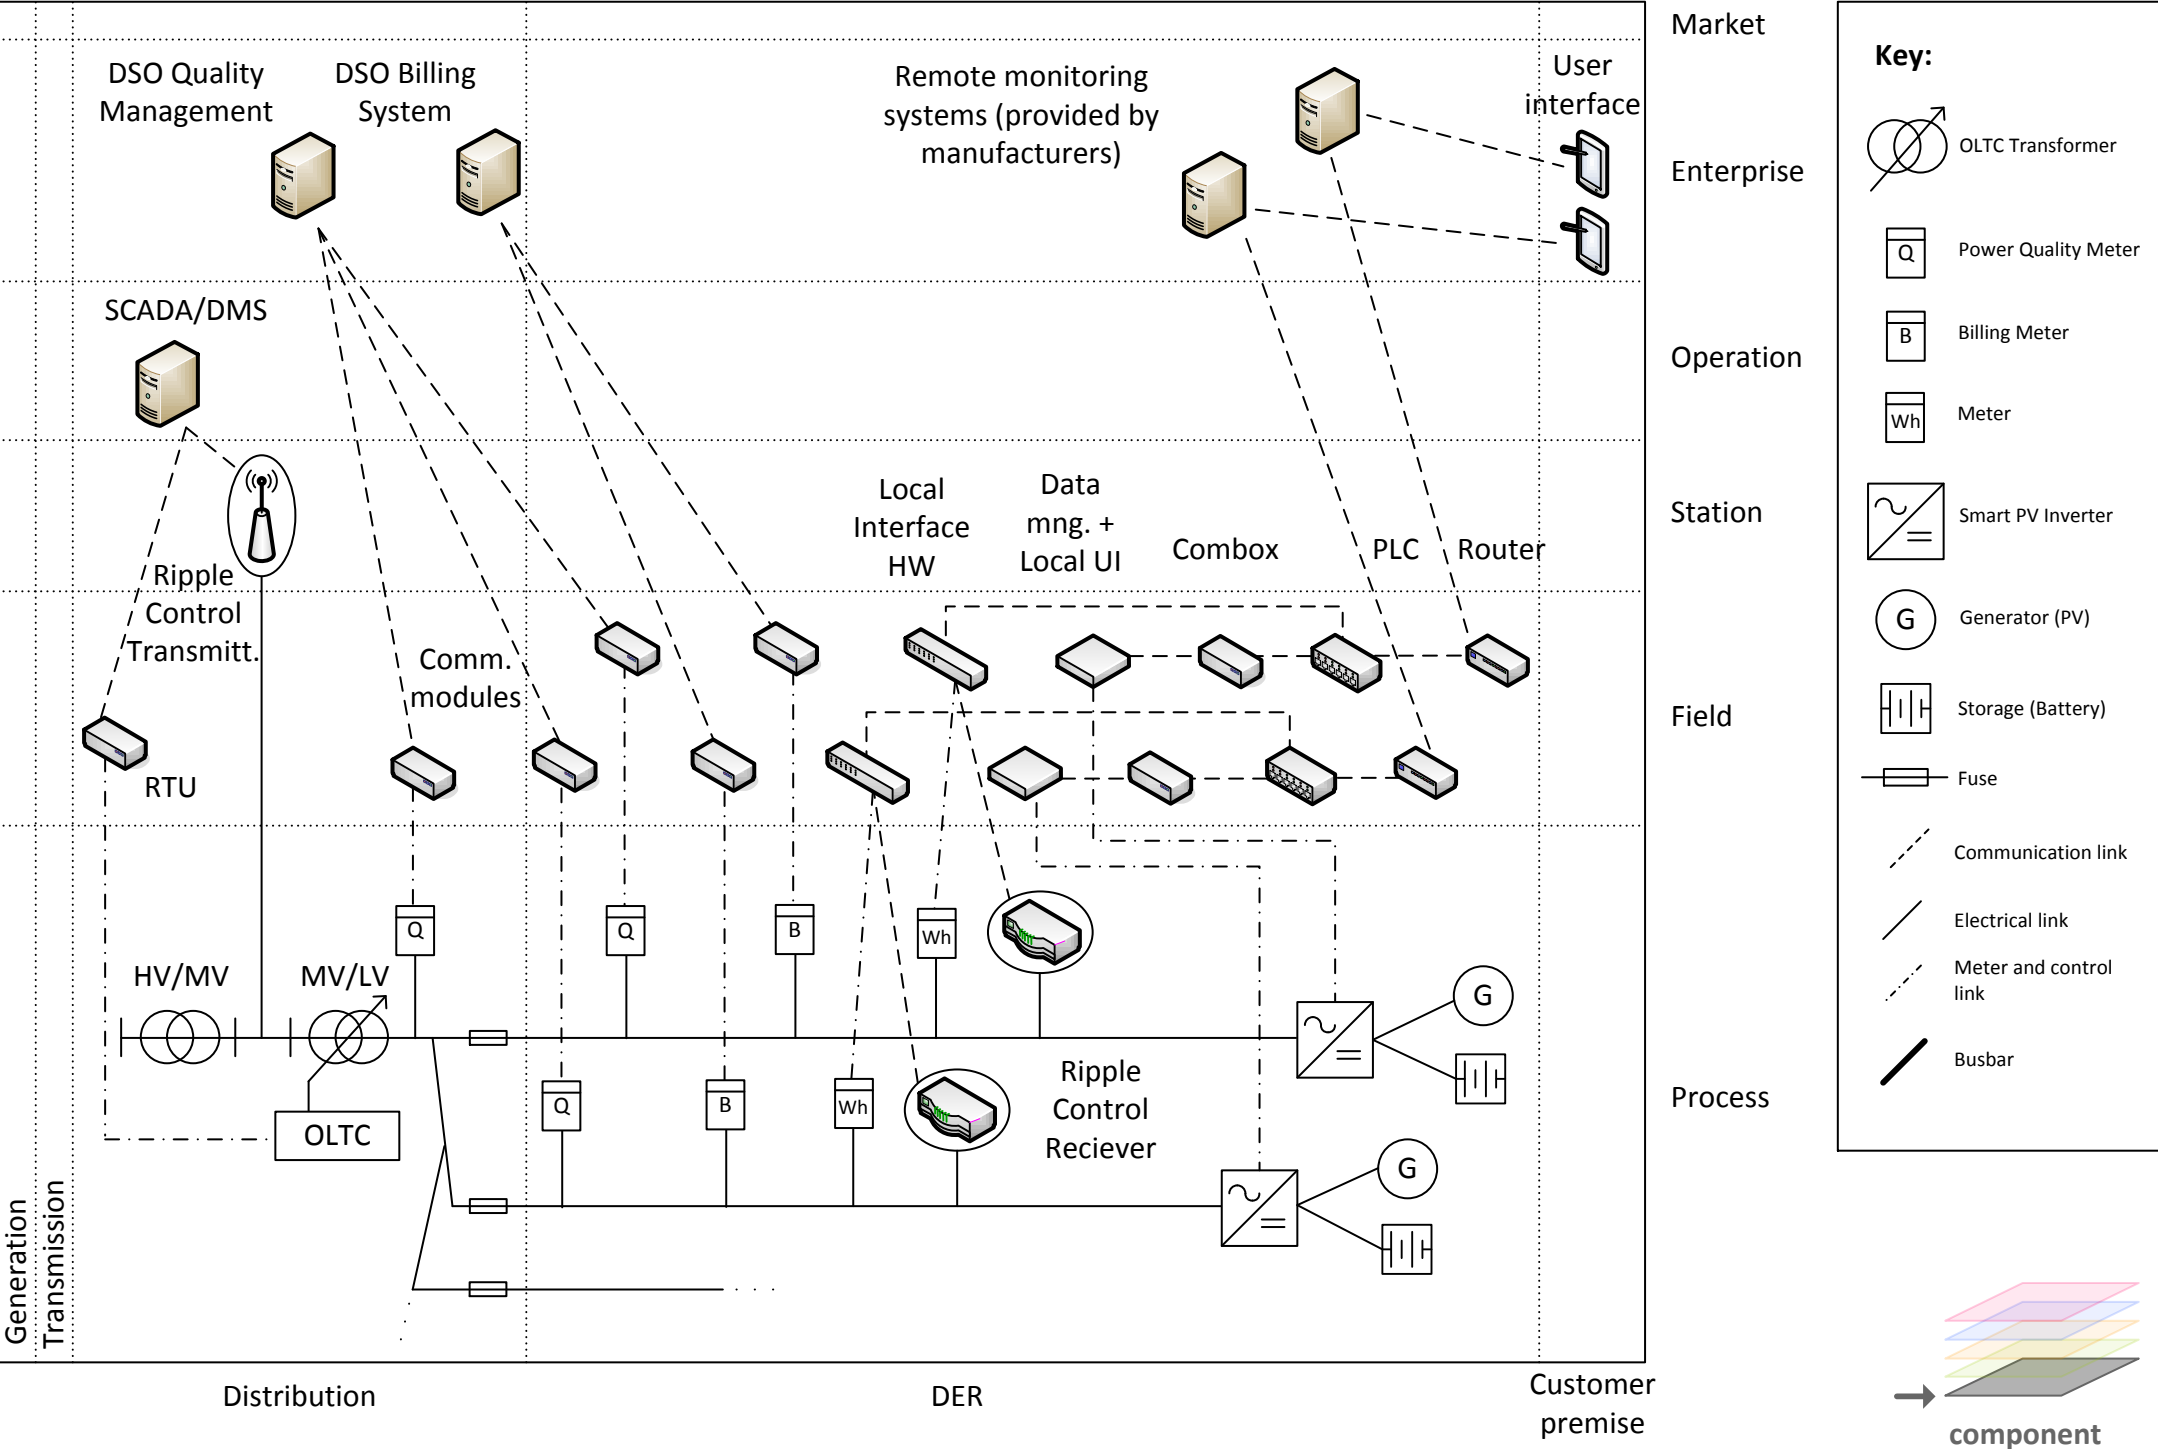 Market
Key:
DSO Quality
Management
DSO Billing
System
Remote monitoring
systems (provided by
manufacturers)
User
interface
Enterprise
OLTC Transformer
Q
Power Quality Meter
SCADA/DMS
Operation
B
Billing Meter
Wh
Meter
Local
Interface
HW
Data
mng. +
Local UI
Combox
PLC
Router
Station
Smart PV Inverter
Ripple
Control
Transmitt.
G
Generator (PV)
Comm.
modules
Field
Storage (Battery)
RTU
Fuse
Communication link
Q
Q
B
Wh
Electrical link
HV/MV
MV/LV
G
Meter and control
link
Busbar
Q
B
Wh
Ripple
Control
Reciever
Process
OLTC
G
Generation
Transmission
Distribution
DER
Customer
premise
component